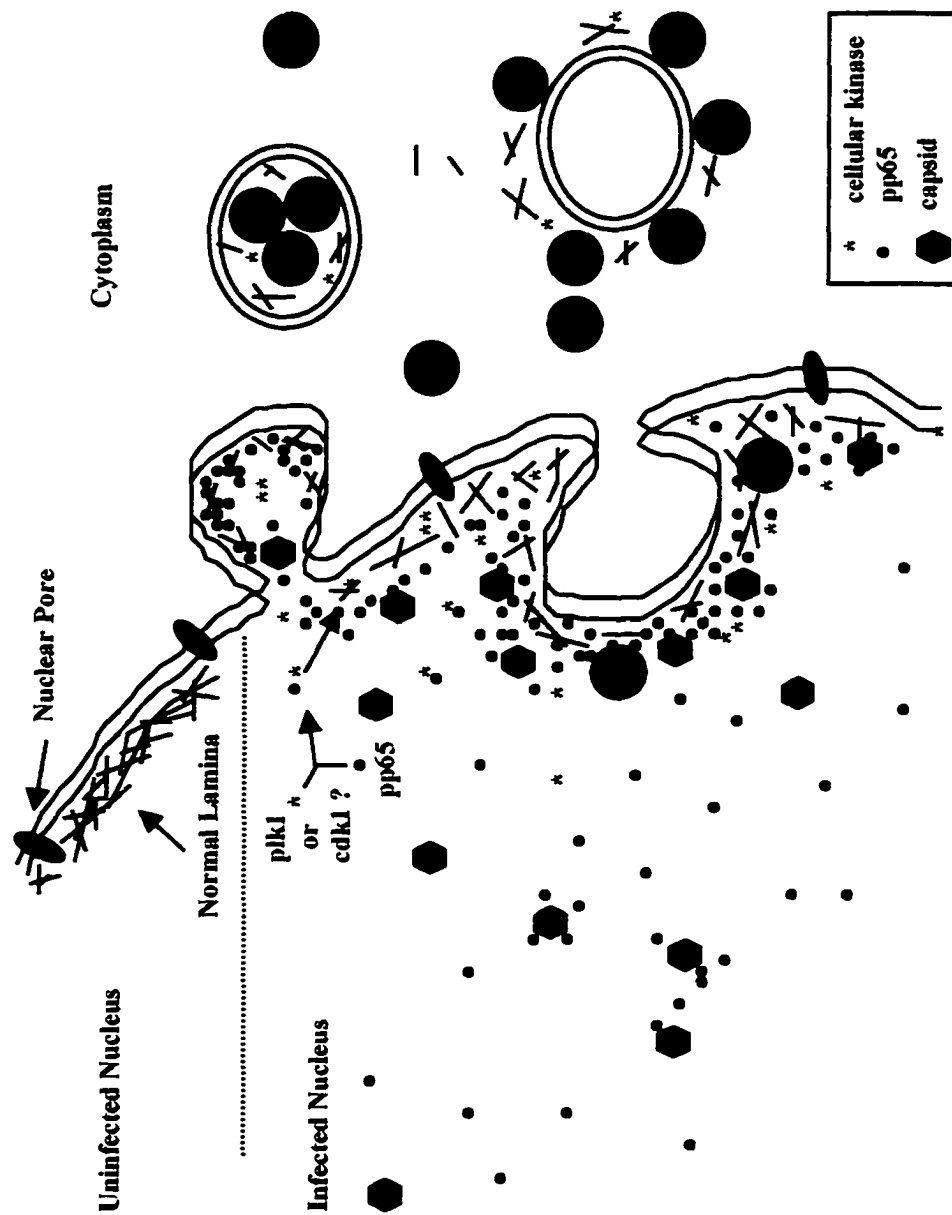 Uninfected Nucleus
Nuclear Pore
Cytoplasm
Normal Lamina
Infected Nucleus
plk1
or
cdk1 ?
pp65
* cellular kinase
pp65
capsid